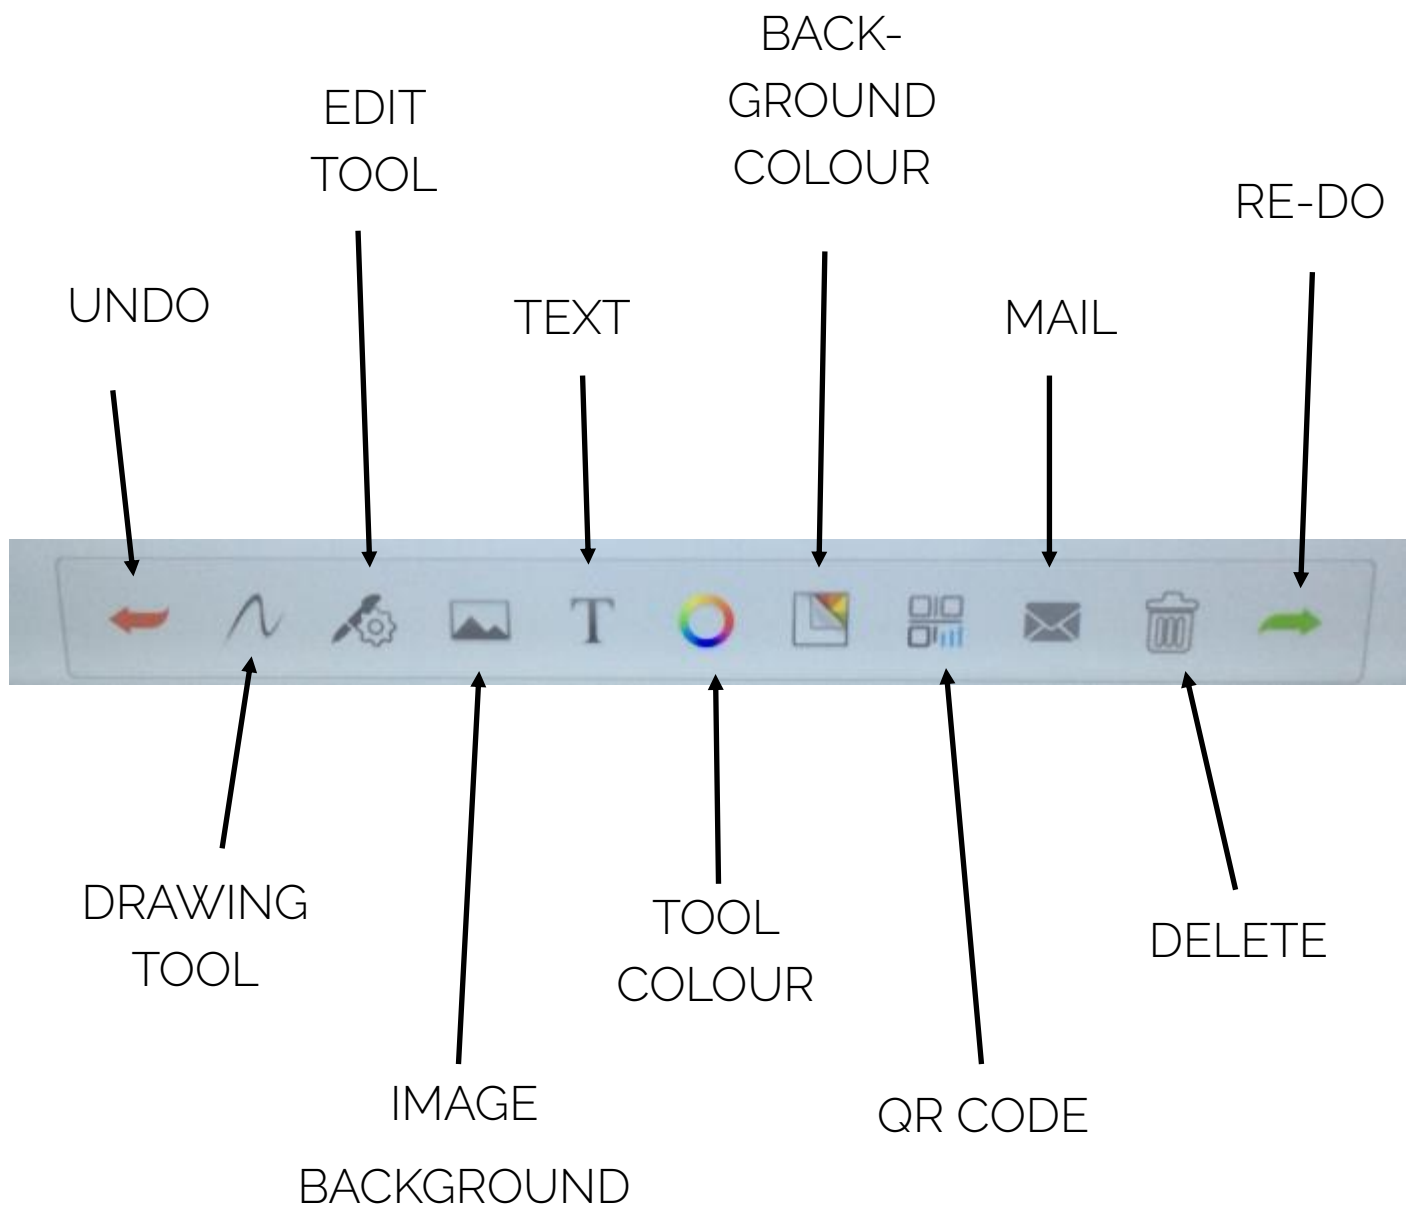 BACK-
GROUND
COLOUR
EDIT
TOOL
RE-DO
UNDO
TEXT
MAIL
T
DRAWING
TOOL
TOOL
COLOUR
DELETE
IMAGE
BACKGROUND
QR CODE